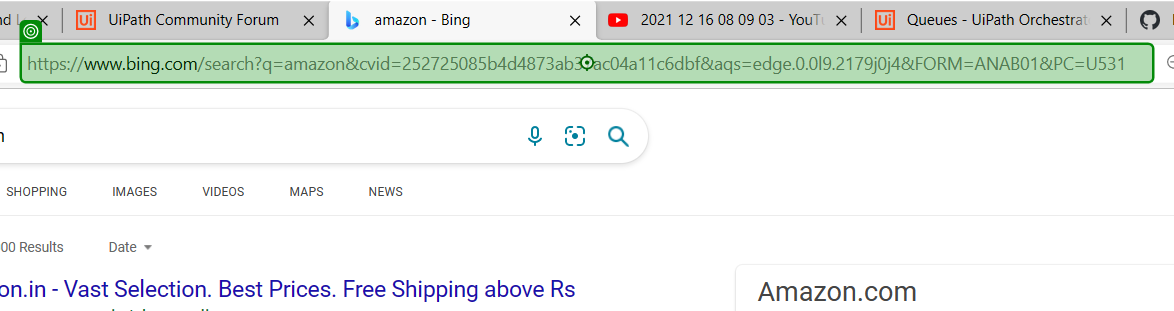 Ui UiPath Community Forum amazon - Bing 2021 12 16 08 09 03 - YouTu Ui Queues - UiPath Orchestrat
https://www.bing.com/search?q=amazon&cvid=252725085b4d4873ab3 ac04a11c6dbf&aqs=edge.0.0l9.2179j0j4&FORM=ANAB01&PC=U531
n
SHOPPING IMAGES VIDEOS MAPS NEWS
00 Results Date
on.in - Vast Selection. Best Prices. Free Shipping above Rs
Amazon.com